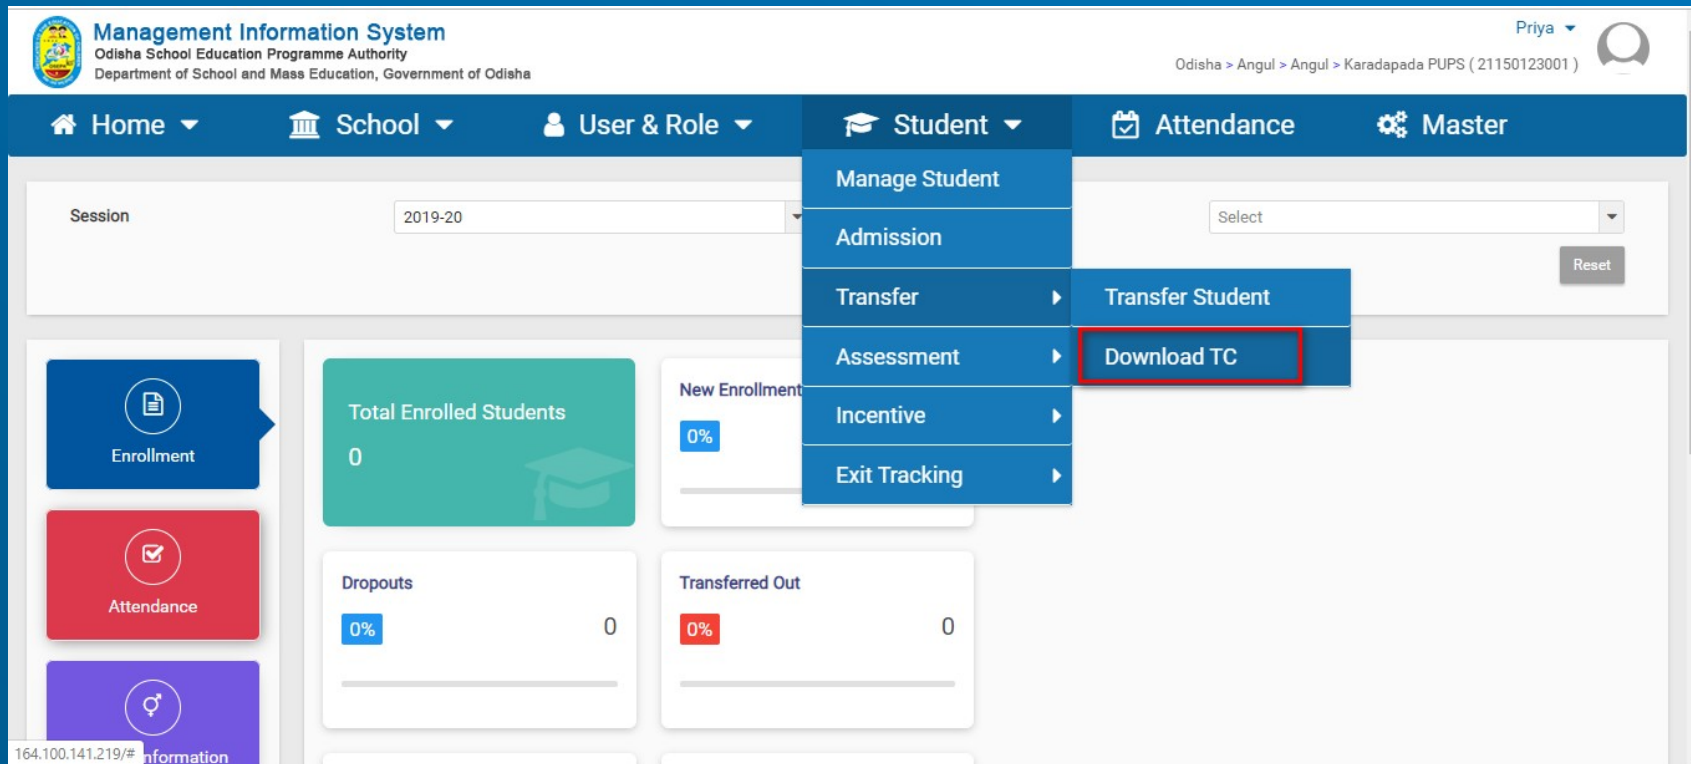 Management Information System
Odisha School Education Programme Authority
Department of School and Mass Education, Government of Odisha
Priya
Odisha > Angul > Angul > Karadapada PUPS ( 21150123001 )
Home
School
User & Role
Student
Attendance
Master
Manage Student
Admission
Transfer
Assessment
Incentive
Exit Tracking
Transfer Student
Download TC
Session
2019-20
Select
Reset
Enrollment
Attendance
Total Enrolled Students
0
New Enrollment
0%
Dropouts
0%
0
Transferred Out
0%
0
164.100.141.219/#
nformation